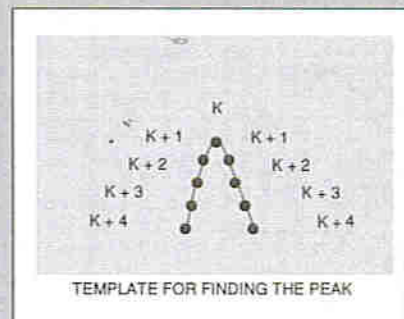 K
K + 1 K + 1
K + 2 K + 2
K + 3 K + 3
K + 4 K + 4
TEMPLATE FOR FINDING THE PEAK